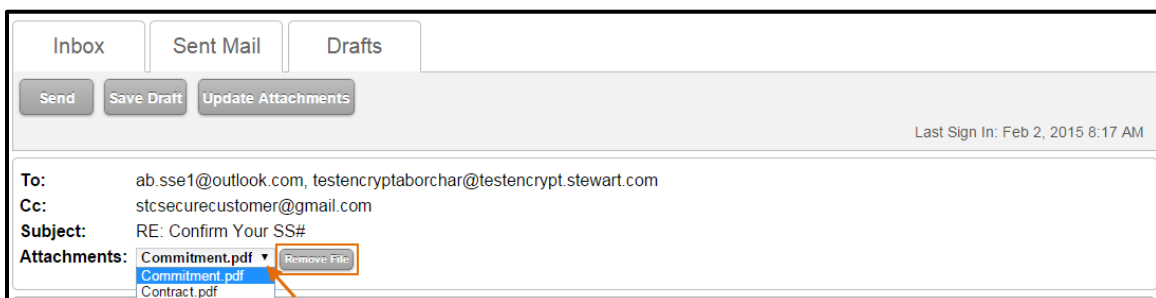 Inbox Sent Mail Drafts
Send Save Draft Update Attachments
Last Sign In: Feb 2, 2015 8:17 AM
To: ab.sse1@outlook.com, testencryptaborchar@testencrypt.stewart.com
Cc: stcsecurecustomer@gmail.com
Subject: RE: Confirm Your SS#
Attachments: Commitment.pdf Remove File
Commitment.pdf
Contract.pdf